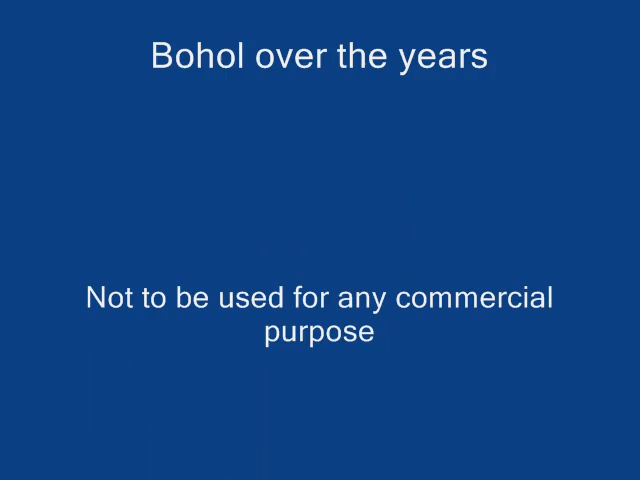 Bohol over the years
Not to be used for any commercial
purpose